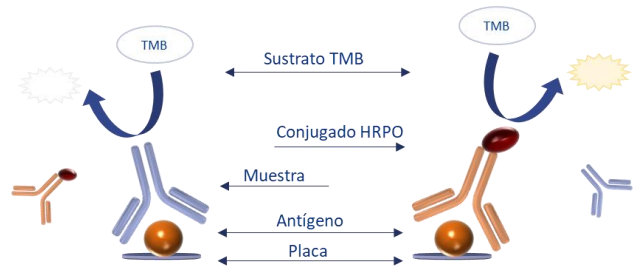 TMB
TMB
Sustrato TMB
Conjugado HRPO
Muestra
Antígeno
Placa